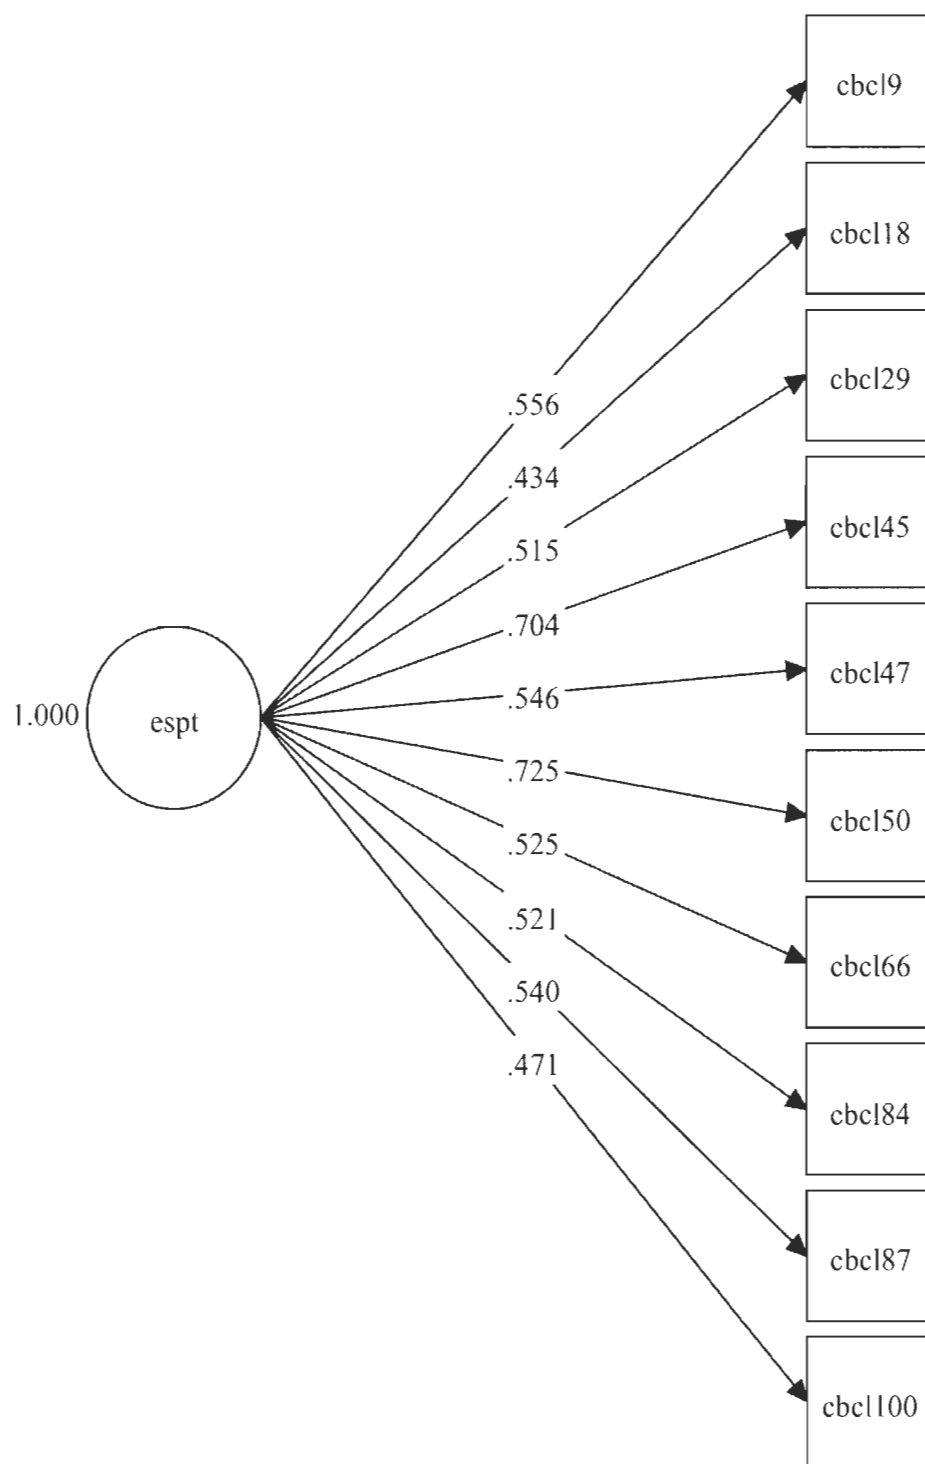 cbcl9
cbcl18
cbcl29
.556
.434
cbcl45
.515
.704
cbcl47
.546
1.000
espt
.725
cbcl50
.525
.521
cbcl66
.540
.471
cbcl84
cbcl87
cbcl100